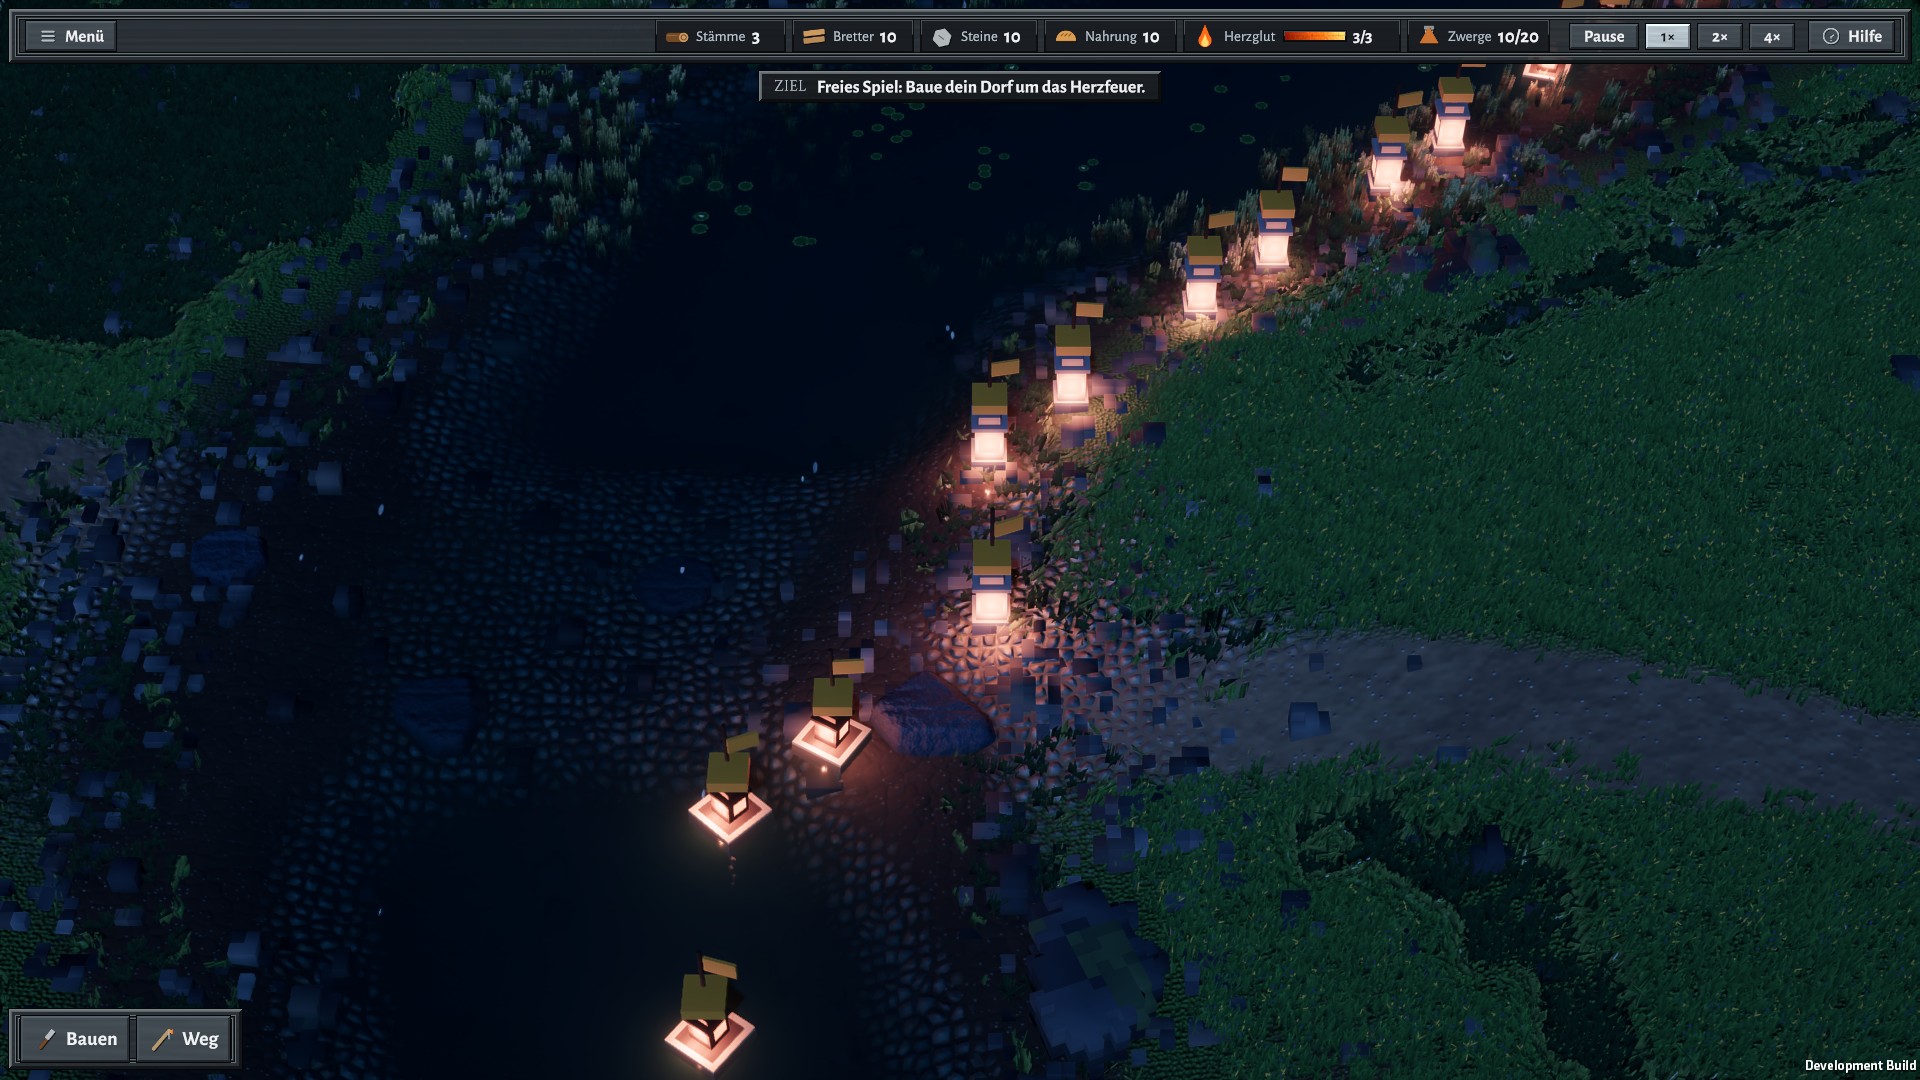 Menü
Stämme 3
Bretter 10
Steine 10
Nahrung 10
Herzglut 3/3
Zwerge 10/20
Pause
1×
2×
4×
Hilfe
ZIEL Freies Spiel: Baue dein Dorf um das Herzfeuer.
Bauen
Weg
Development Build